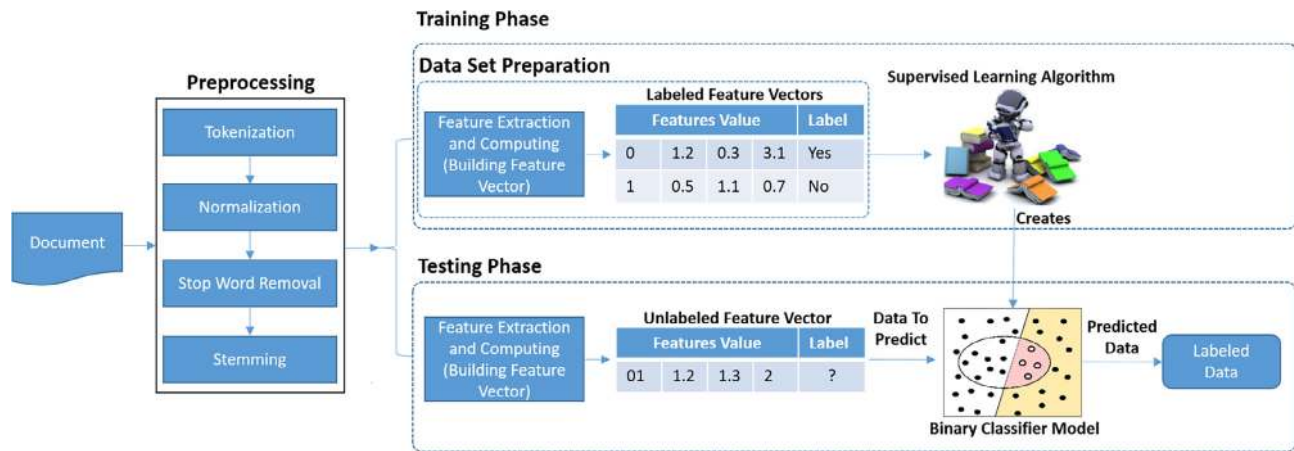 Training Phase
Preprocessing
Data Set Preparation
Supervised Learning Algorithm
Labeled Feature Vectors
Tokenization
Feature Extraction
and Computing
(Building Feature
Vector)
Features Value Label
0 1.2 0.3 3.1 Yes
1 0.5 1.1 0.7 No
Normalization
Creates
Document
Stop Word Removal
Stemming
Testing Phase
Feature Extraction
and Computing
(Building Feature
Vector)
Unlabeled Feature Vector
Features Value Label
01 1.2 1.3 2 ?
Data To
Predict
Predicted
Data
Labeled
Data
Binary Classifier Model